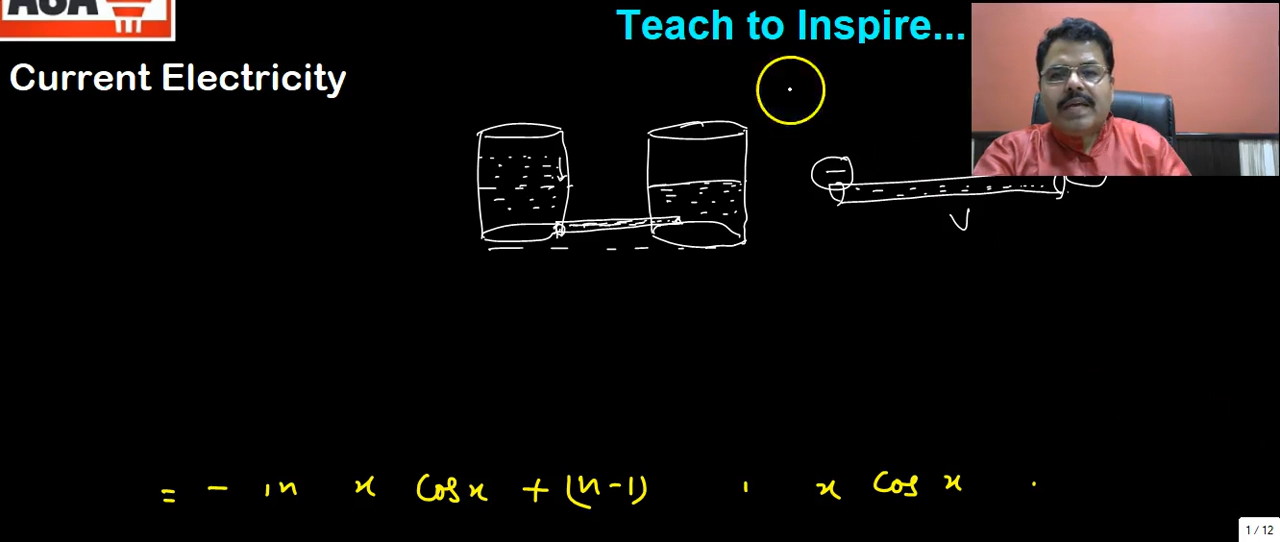 ASA
Teach to Inspire...
Current Electricity
−
V
= - in x Cos x + (n-1) x Cos x .
1 / 12